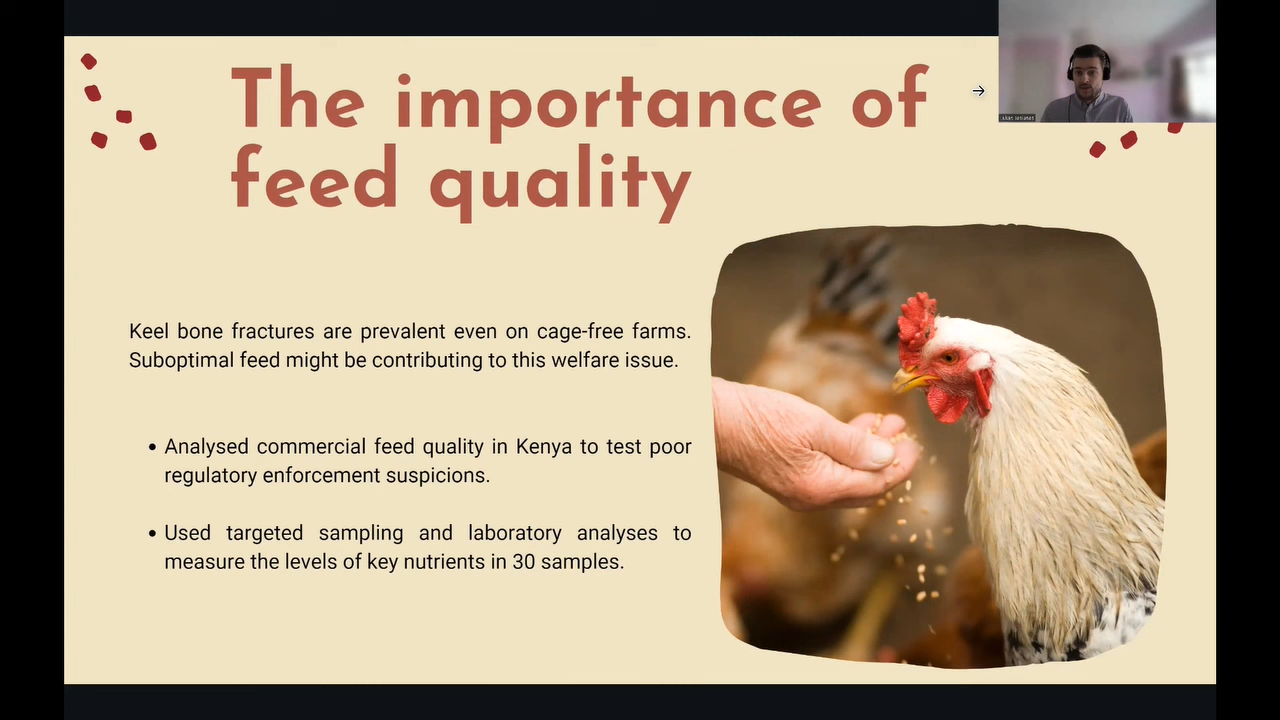 The importance of
feed quality
Keel bone fractures are prevalent even on cage-free farms.
Suboptimal feed might be contributing to this welfare issue.
• Analysed commercial feed quality in Kenya to test poor
regulatory enforcement suspicions.
• Used targeted sampling and laboratory analyses to
measure the levels of key nutrients in 30 samples.